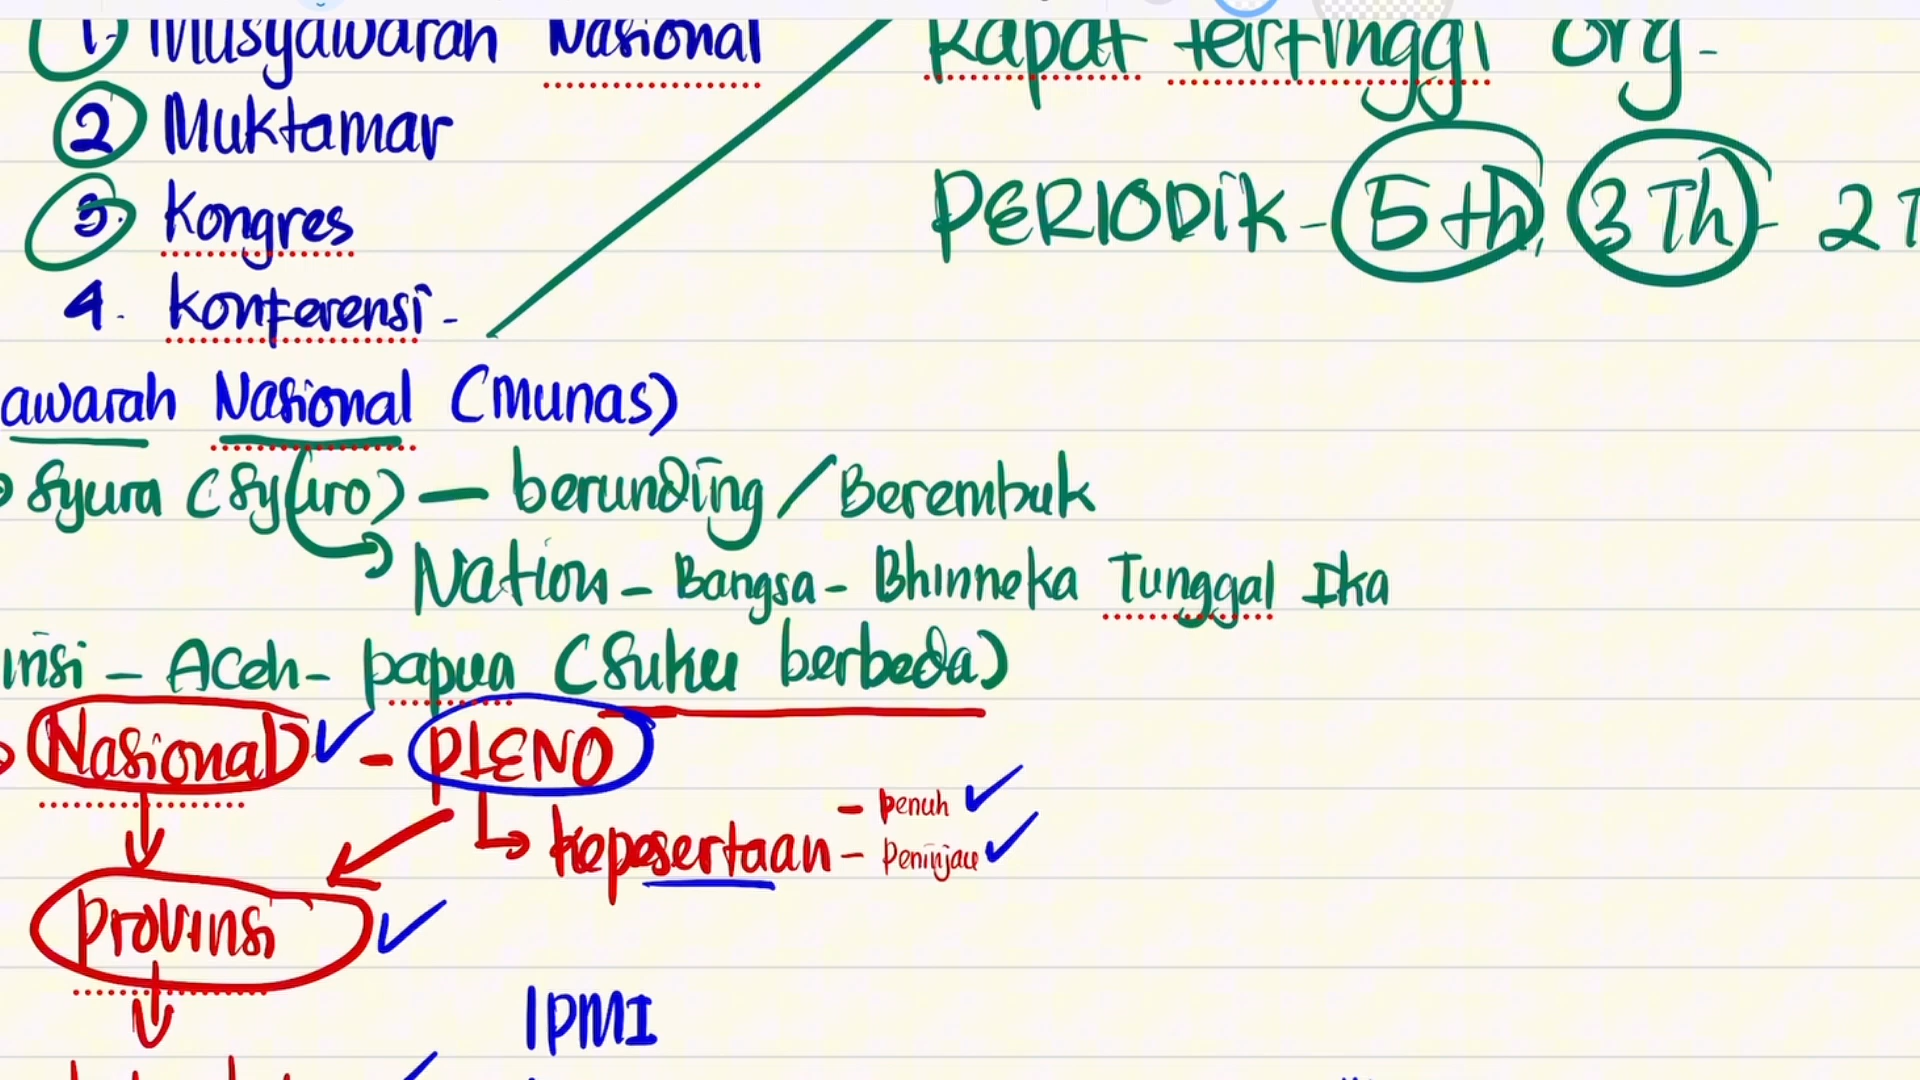 1. Musyawarah Nasional
Rapat tertinggi Org-
2 Muktamar
PERIODIK - 5 th, 3 Th - 2 T
3. Kongres
4. Konferensi -
awarah Nasional (Munas)
Syura (Syuro) — berunding / Berembuk
Nation - Bangsa - Bhinneka Tunggal Ika
insi - Aceh - papua (Suku berbeda)
Nasional - PLENO
- Penuh
Kepesertaan - Peninjau
Provinsi
IPMI